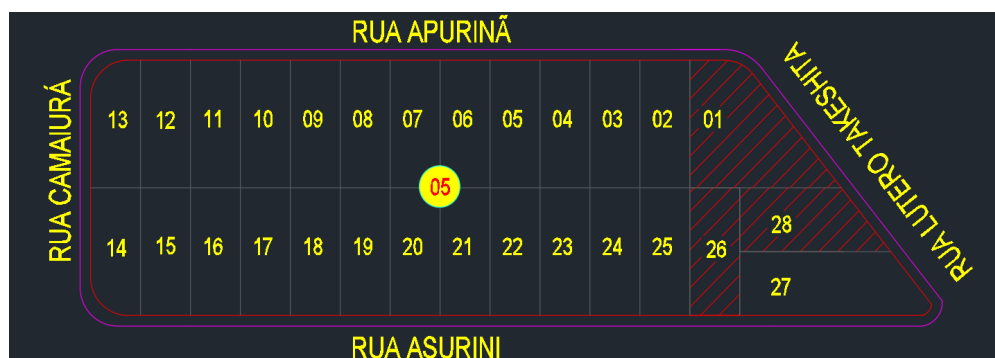 RUA APURINÃ
RUA CAMAIURÁ
RUA LUTERO TAKESHITA
13 12 11 10 09 08 07 06 05 04 03 02 01
05
14 15 16 17 18 19 20 21 22 23 24 25 26 28
27
RUA ASURINI